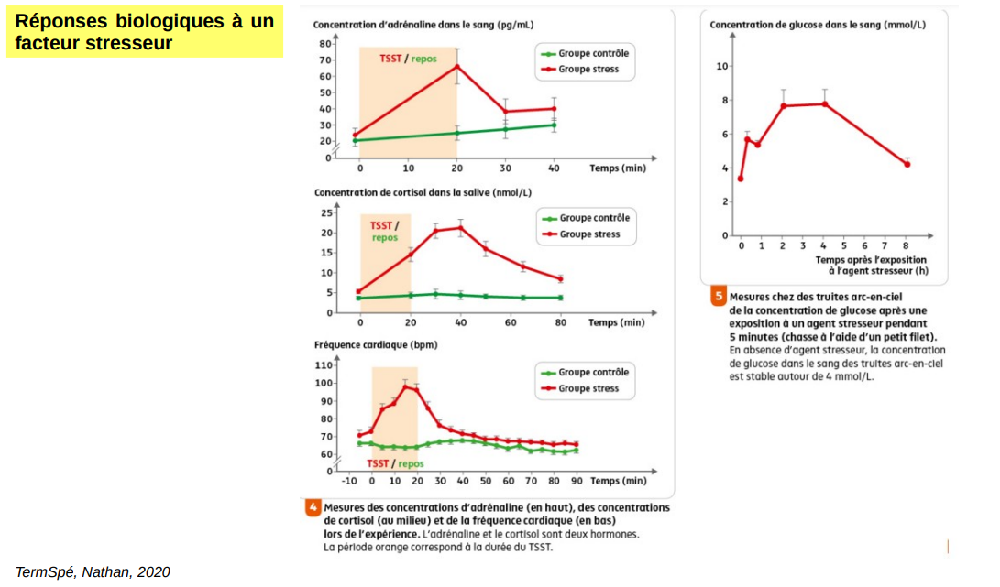 Réponses biologiques à un
facteur stresseur
Concentration d'adrénaline dans le sang (pg/mL)
80
70
60
50
40
30
20
0
TSST / repos
Groupe contrôle
Groupe stress
0 10 20 30 40 Temps (min)
Concentration de cortisol dans la salive (nmol/L)
25
20
15
10
5
0
TSST /
repos
Groupe contrôle
Groupe stress
0 20 40 60 80 Temps (min)
Fréquence cardiaque (bpm)
110
100
90
80
70
60
0
Groupe contrôle
Groupe stress
TSST / repos
-10 0 10 20 30 40 50 60 70 80 90 Temps (min)
4 Mesures des concentrations d'adrénaline (en haut), des concentrations
de cortisol (au milieu) et de la fréquence cardiaque (en bas)
lors de l'expérience. L'adrénaline et le cortisol sont deux hormones.
La période orange correspond à la durée du TSST.
Concentration de glucose dans le sang (mmol/L)
10
8
6
4
2
0
0 1 2 3 4 5 6 7 8
Temps après l'exposition
à l'agent stresseur (h)
5 Mesures chez des truites arc-en-ciel
de la concentration de glucose après une
exposition à un agent stresseur pendant
5 minutes (chasse à l'aide d'un petit filet).
En absence d'agent stresseur, la concentration
de glucose dans le sang des truites arc-en-ciel
est stable autour de 4 mmol/L.
TermSpé, Nathan, 2020